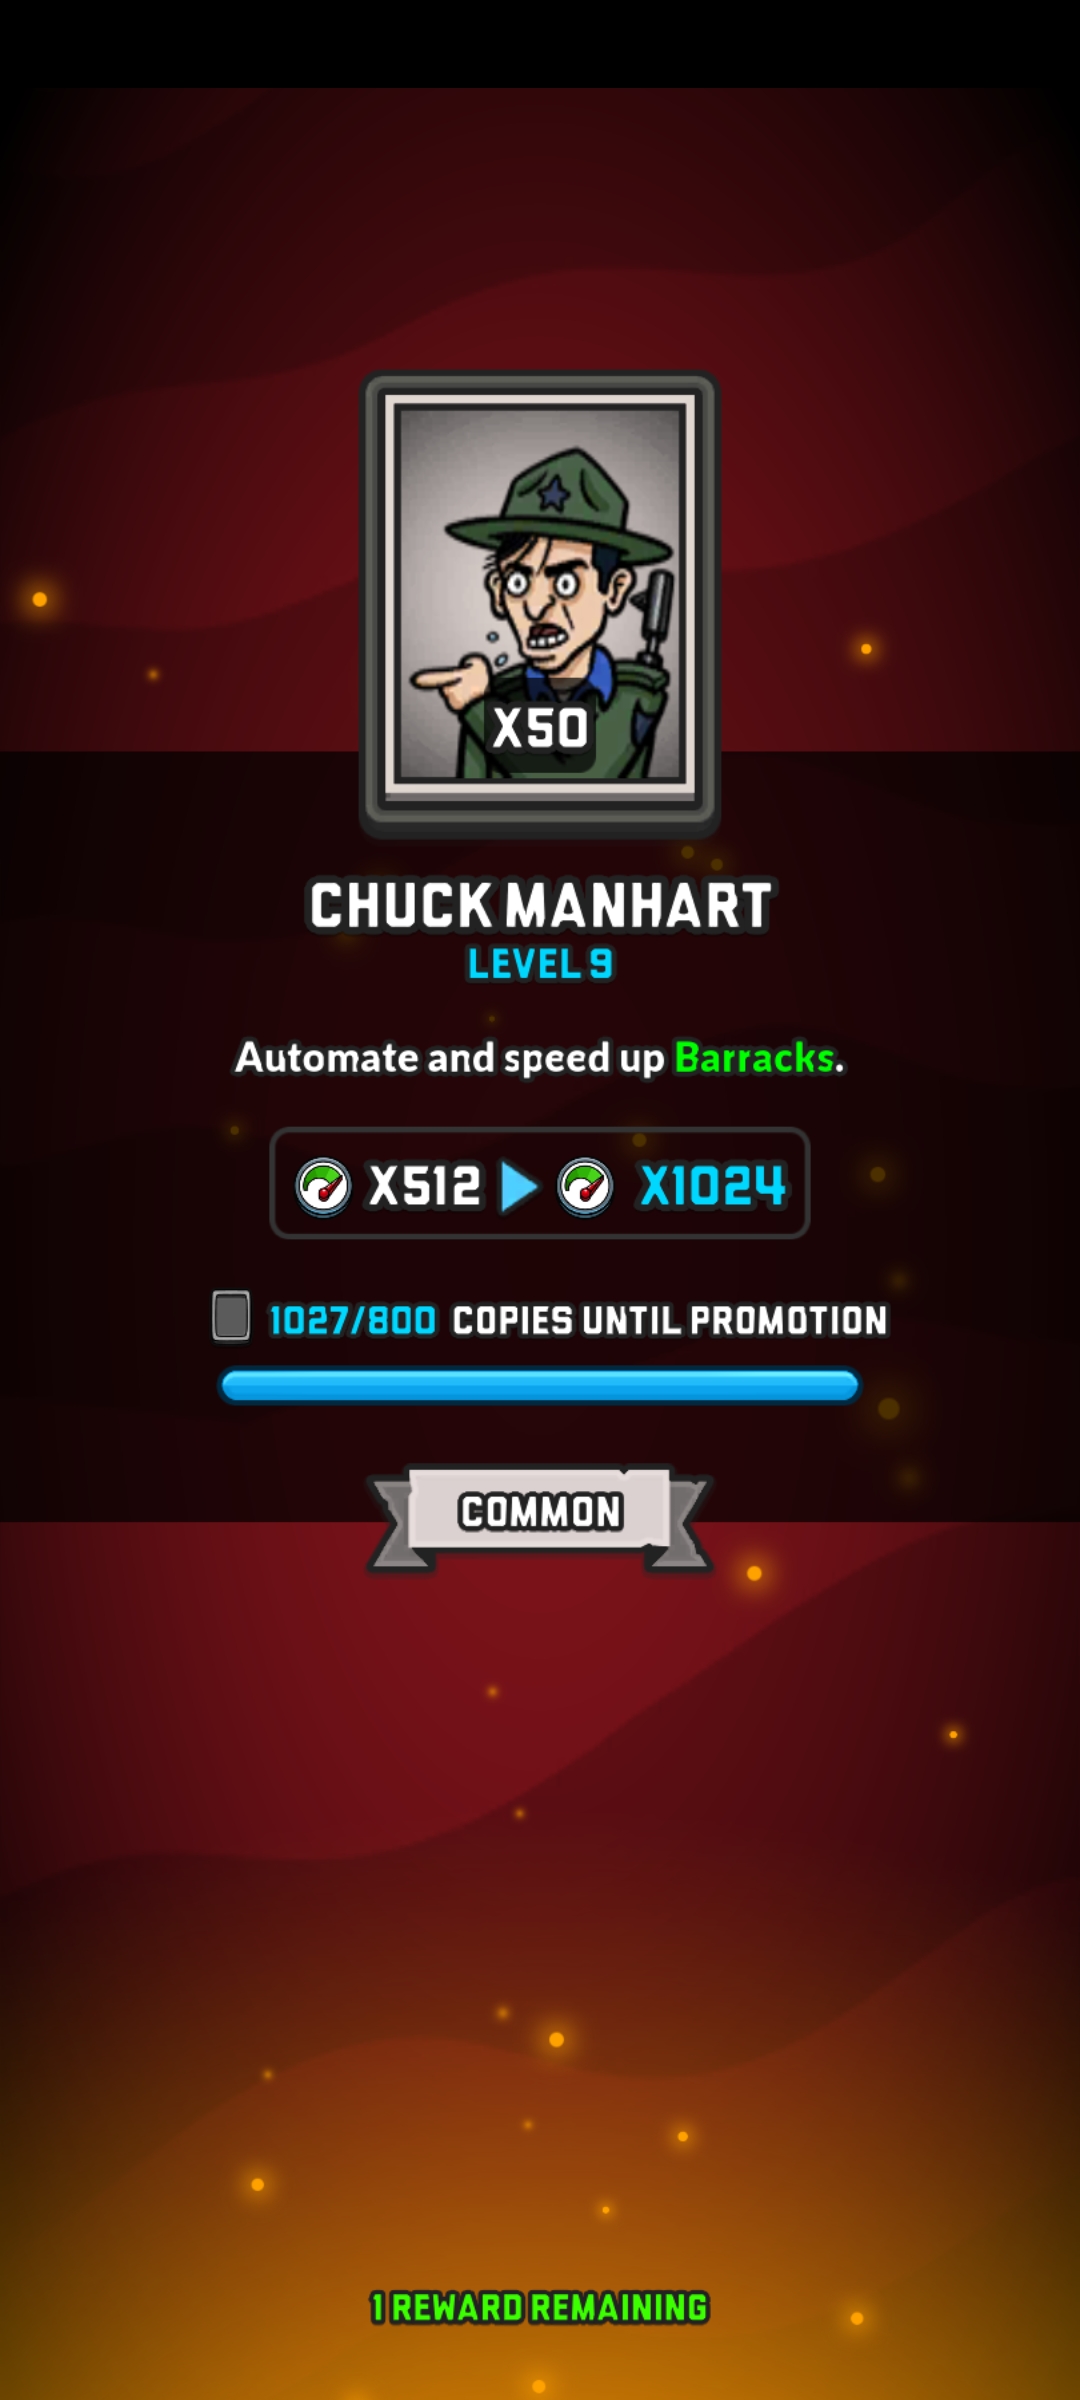 X50
CHUCK MANHART
LEVEL 9
Automate and speed up Barracks.
X512 X1024
1027/800 COPIES UNTIL PROMOTION
COMMON
1 REWARD REMAINING